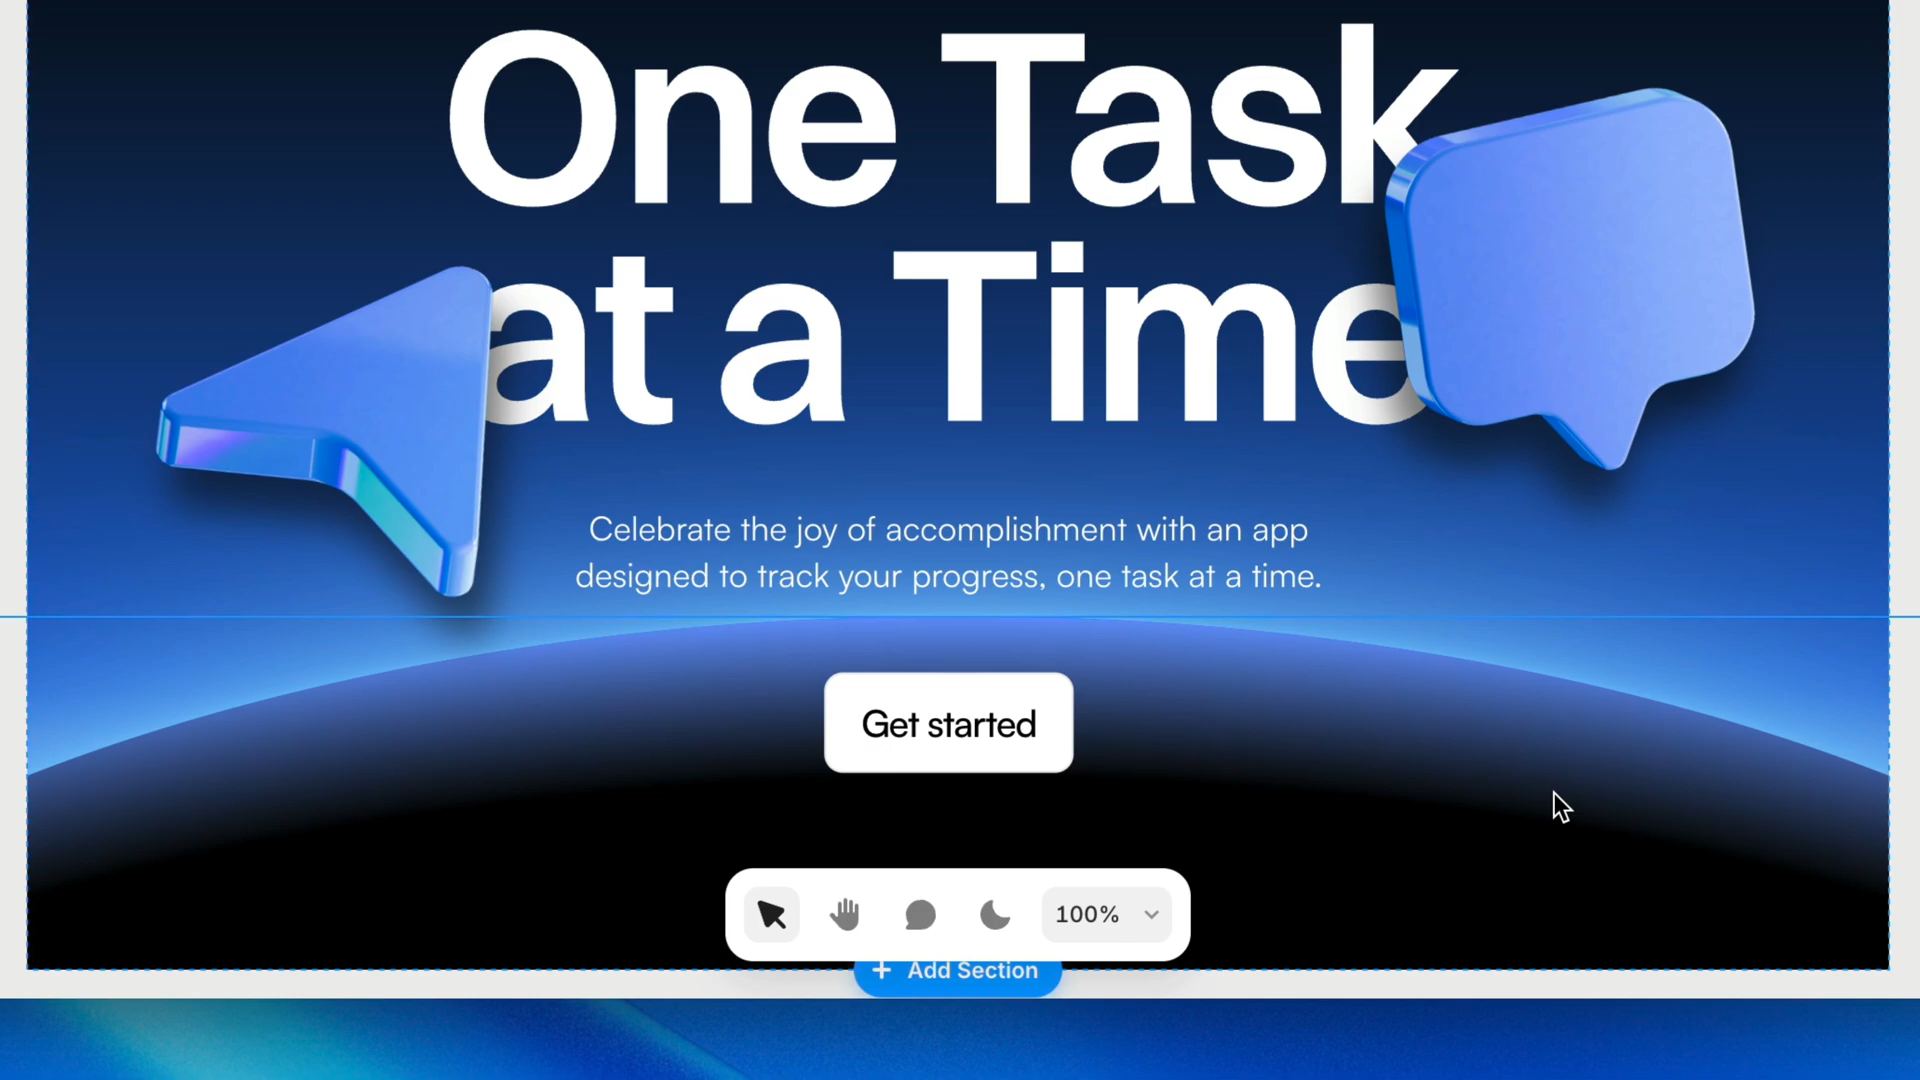 One Task
at a Time
Celebrate the joy of accomplishment with an app
designed to track your progress, one task at a time.
Get started
100%
+ Add Section